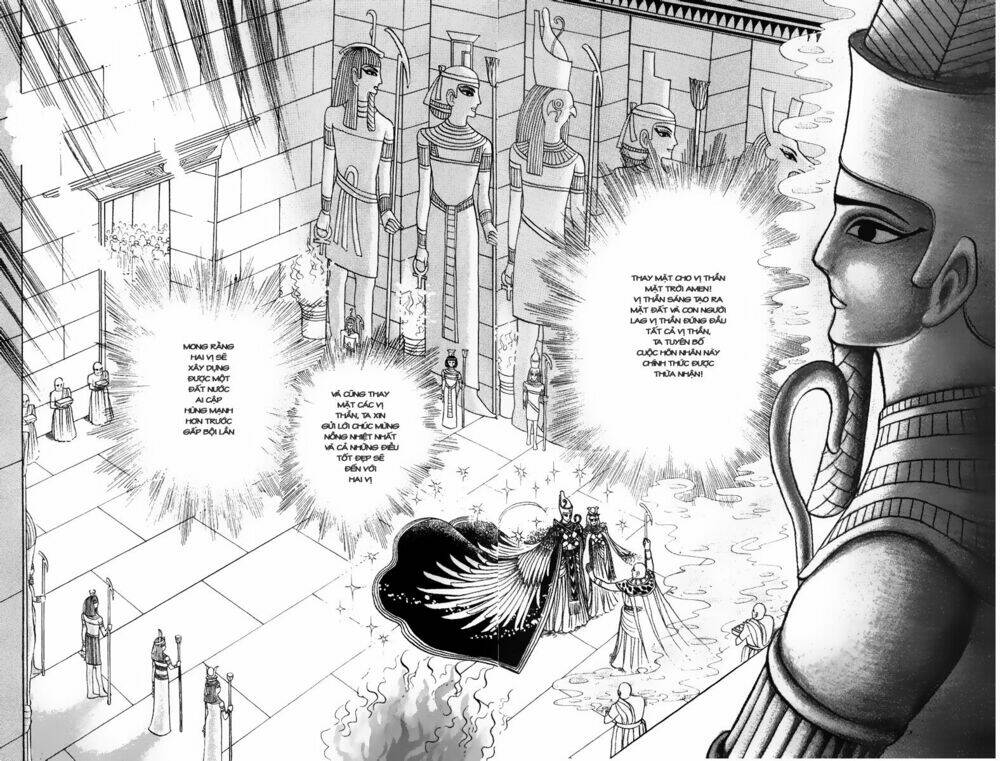 THAY MẶT CHO VỊ THẦN
MẶT TRỜI AMEN!
VỊ THẦN SÁNG TẠO RA
MẶT ĐẤT VÀ CON NGƯỜI
LAG VỊ THẦN ĐỨNG ĐẦU
TẤT CẢ VỊ THẦN,
TA TUYÊN BỐ
CUỘC HÔN NHÂN NÀY
CHÍNH THỨC ĐƯỢC
THỪA NHẬN!
VÀ CŨNG THAY
MẶT CÁC VỊ
THẦN, TA XIN
GỬI LỜI CHÚC MỪNG
NỒNG NHIỆT NHẤT
VÀ CẢ NHỮNG ĐIỀU
TỐT ĐẸP SẼ
ĐẾN VỚI
HAI VỊ
MONG RẰNG
HAI VỊ SẼ
XÂY DỰNG
ĐƯỢC MỘT
ĐẤT NƯỚC
AI CẬP
HÙNG MẠNH
HƠN TRƯỚC
GẤP BỘI LẦN